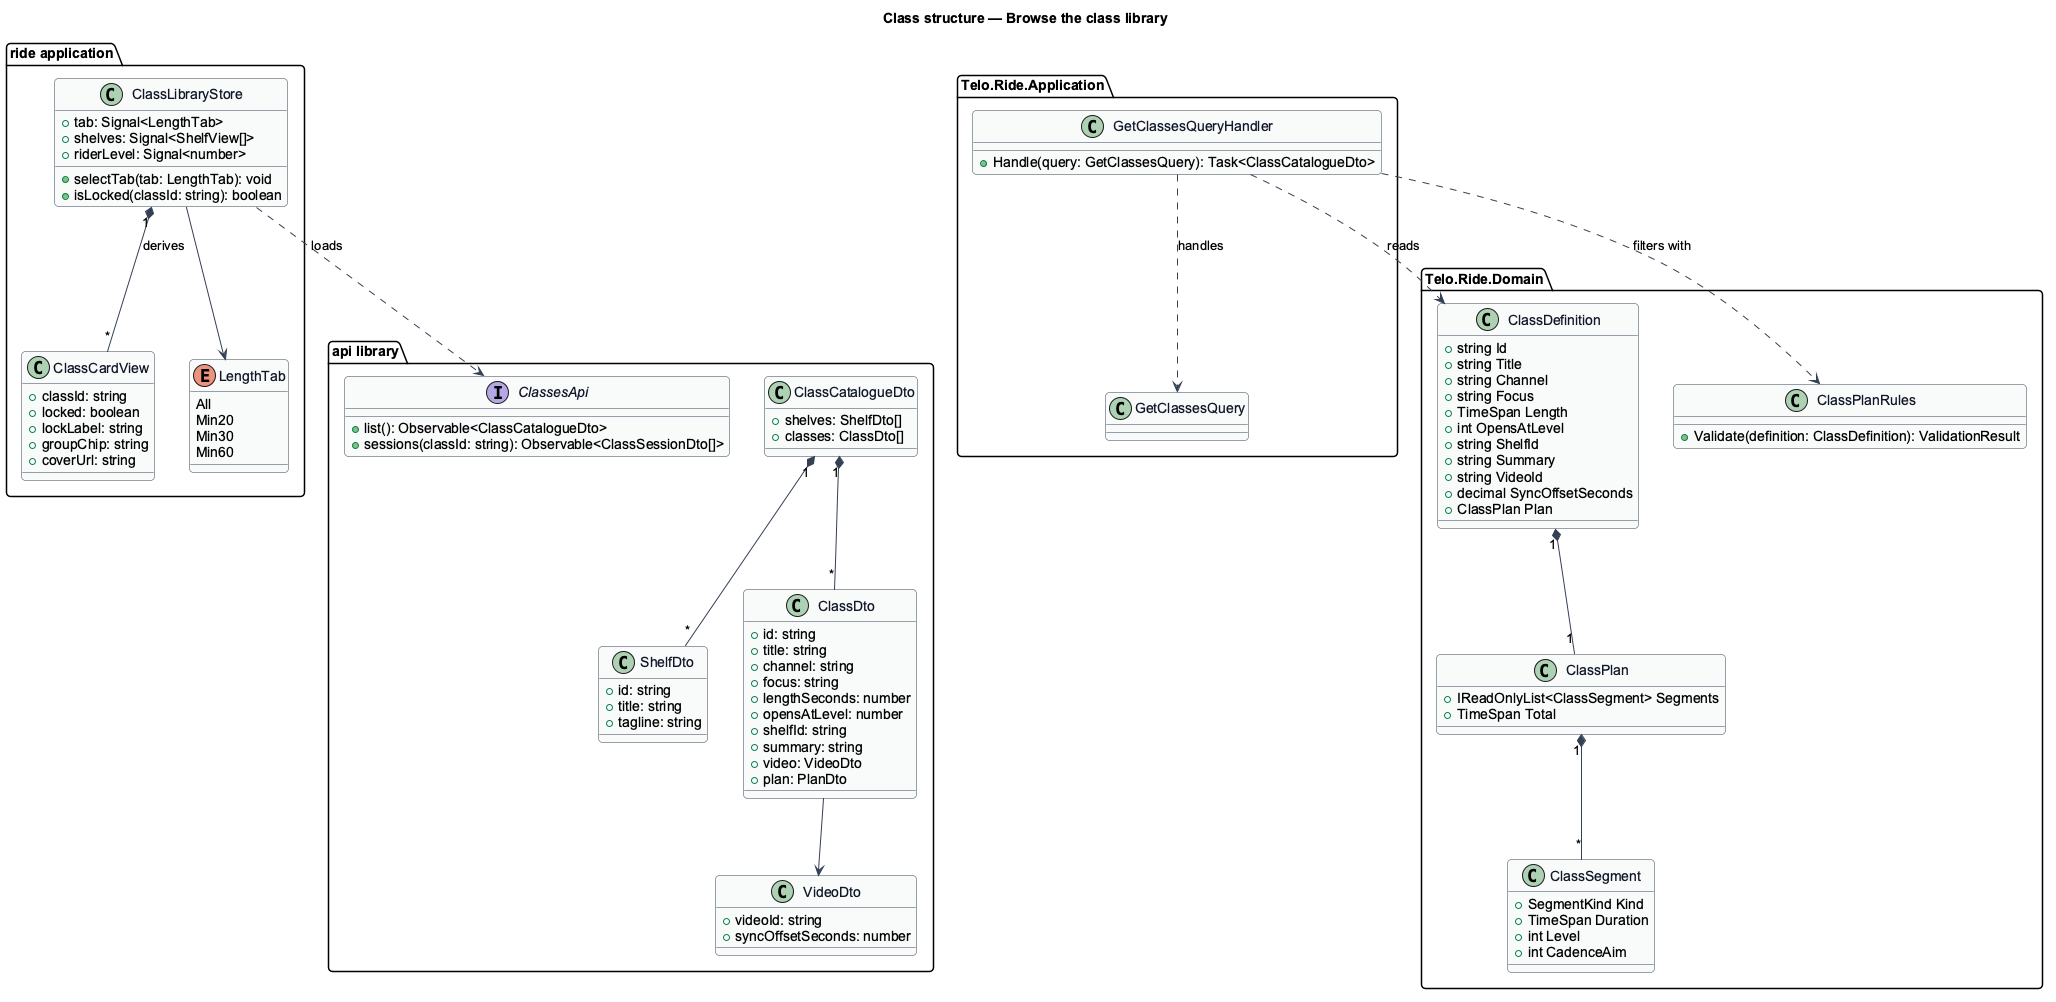 Class structure — Browse the class library
ride application
C ClassLibraryStore
tab: Signal<LengthTab>
shelves: Signal<ShelfView[]>
riderLevel: Signal<number>
selectTab(tab: LengthTab): void
isLocked(classId: string): boolean
1
derives
loads
*
C ClassCardView
classId: string
locked: boolean
lockLabel: string
groupChip: string
coverUrl: string
E LengthTab
All
Min20
Min30
Min60
api library
I ClassesApi
list(): Observable<ClassCatalogueDto>
sessions(classId: string): Observable<ClassSessionDto[]>
C ClassCatalogueDto
shelves: ShelfDto[]
classes: ClassDto[]
1
1
*
*
C ShelfDto
id: string
title: string
tagline: string
C ClassDto
id: string
title: string
channel: string
focus: string
lengthSeconds: number
opensAtLevel: number
shelfId: string
summary: string
video: VideoDto
plan: PlanDto
C VideoDto
videoId: string
syncOffsetSeconds: number
Telo.Ride.Application
C GetClassesQueryHandler
Handle(query: GetClassesQuery): Task<ClassCatalogueDto>
handles
reads
filters with
C GetClassesQuery
Telo.Ride.Domain
C ClassDefinition
string Id
string Title
string Channel
string Focus
TimeSpan Length
int OpensAtLevel
string ShelfId
string Summary
string VideoId
decimal SyncOffsetSeconds
ClassPlan Plan
C ClassPlanRules
Validate(definition: ClassDefinition): ValidationResult
1
1
C ClassPlan
IReadOnlyList<ClassSegment> Segments
TimeSpan Total
1
*
C ClassSegment
SegmentKind Kind
TimeSpan Duration
int Level
int CadenceAim